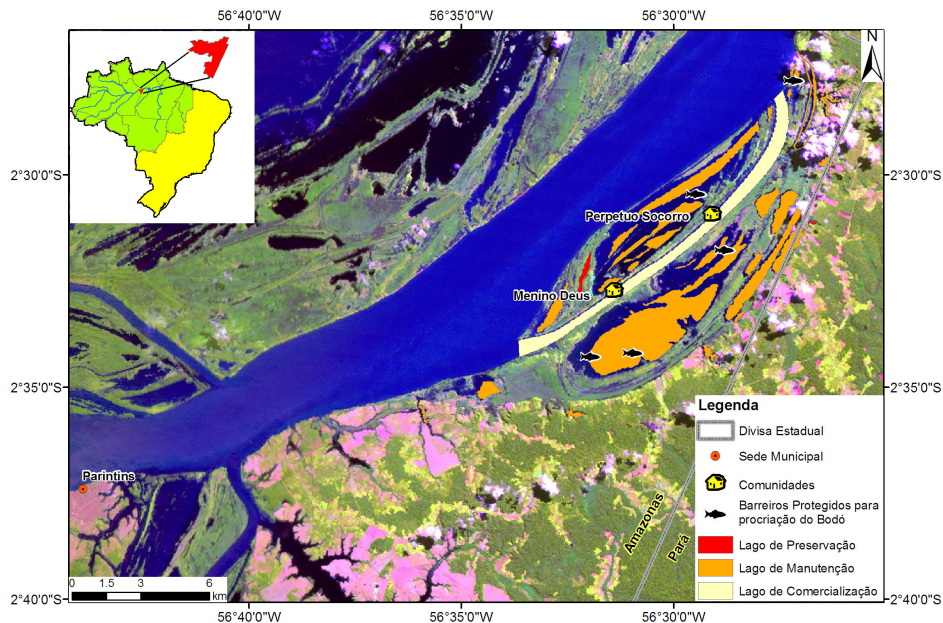 56°40'0"W
56°35'0"W
56°30'0"W
N
2°30'0"S
2°30'0"S
Perpetuo Socorro
Menino Deus
2°35'0"S
2°35'0"S
Legenda
Divisa Estadual
Sede Municipal
Comunidades
Barreiros Protegidos para
procriação do Bodó
Lago de Preservação
Lago de Manutenção
Lago de Comercialização
Parintins
Amazonas
Pará
0 1.5 3 6
km
2°40'0"S
2°40'0"S
56°40'0"W
56°35'0"W
56°30'0"W